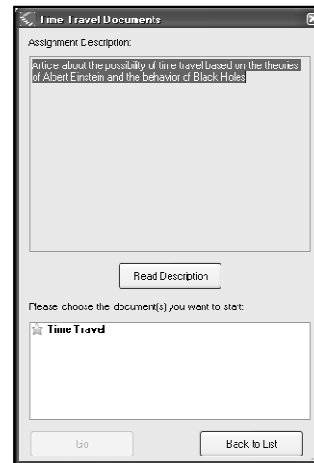 Time Travel Documents
Assignment Description:
Article about the possibility of time travel based on the theories
of Albert Einstein and the behavior of Black Holes
Read Description
Please choose the document(s) you want to start:
Time Travel
Go
Back to List